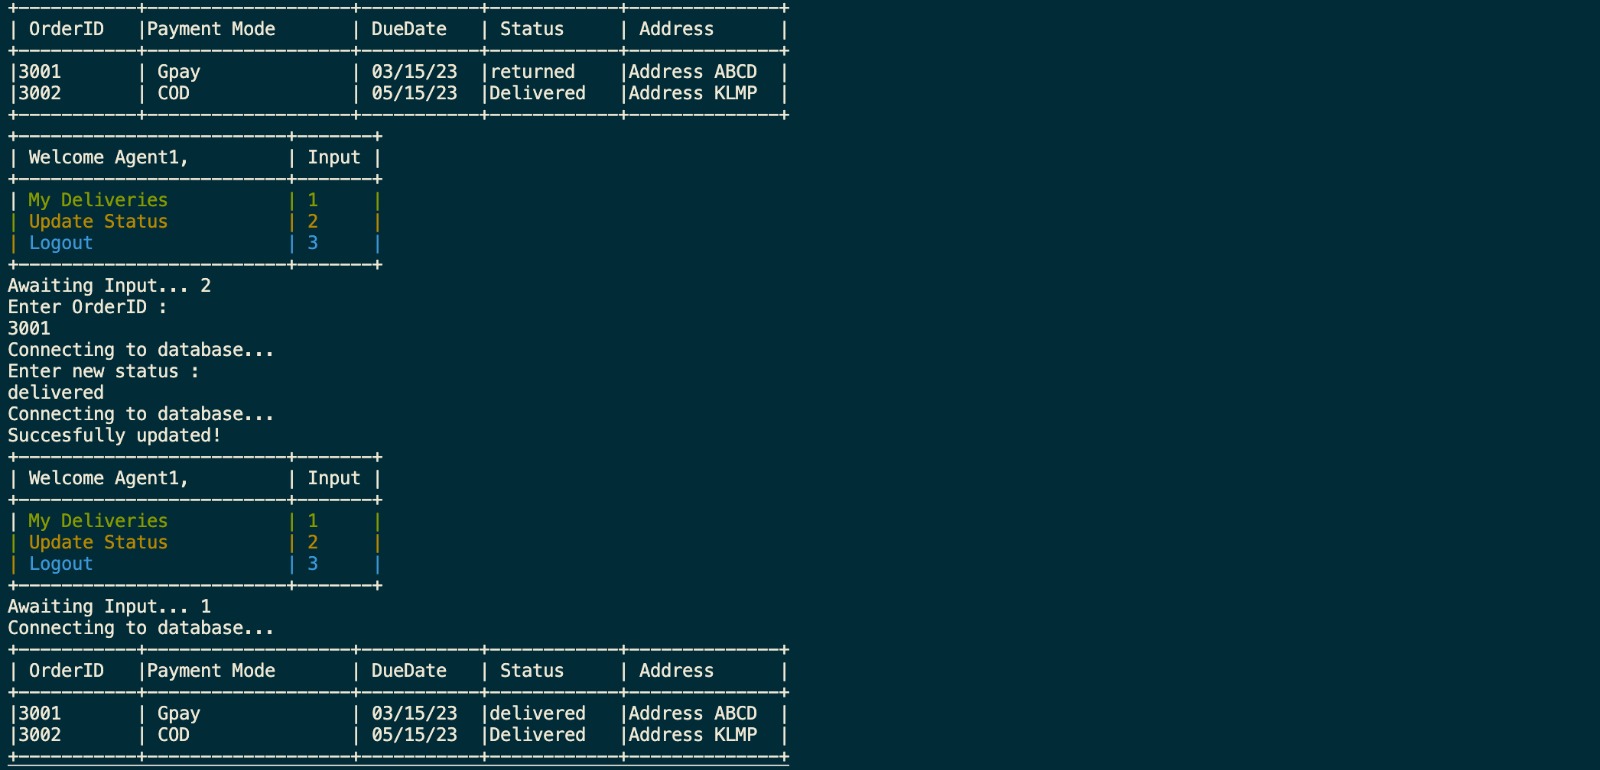 +-----------+-------------------+-----------+------------+--------------+
| OrderID   |Payment Mode       | DueDate   | Status     | Address      |
+-----------+-------------------+-----------+------------+--------------+
|3001       | Gpay              | 03/15/23  |returned    |Address ABCD  |
|3002       | COD               | 05/15/23  |Delivered   |Address KLMP  |
+-----------+-------------------+-----------+------------+--------------+
+-------------------------+-------+
| Welcome Agent1,         | Input |
+-------------------------+-------+
| My Deliveries           | 1     |
| Update Status           | 2     |
| Logout                  | 3     |
+-------------------------+-------+
Awaiting Input... 2
Enter OrderID :
3001
Connecting to database...
Enter new status :
delivered
Connecting to database...
Succesfully updated!
+-------------------------+-------+
| Welcome Agent1,         | Input |
+-------------------------+-------+
| My Deliveries           | 1     |
| Update Status           | 2     |
| Logout                  | 3     |
+-------------------------+-------+
Awaiting Input... 1
Connecting to database...
+-----------+-------------------+-----------+------------+--------------+
| OrderID   |Payment Mode       | DueDate   | Status     | Address      |
+-----------+-------------------+-----------+------------+--------------+
|3001       | Gpay              | 03/15/23  |delivered   |Address ABCD  |
|3002       | COD               | 05/15/23  |Delivered   |Address KLMP  |
+-----------+-------------------+-----------+------------+--------------+